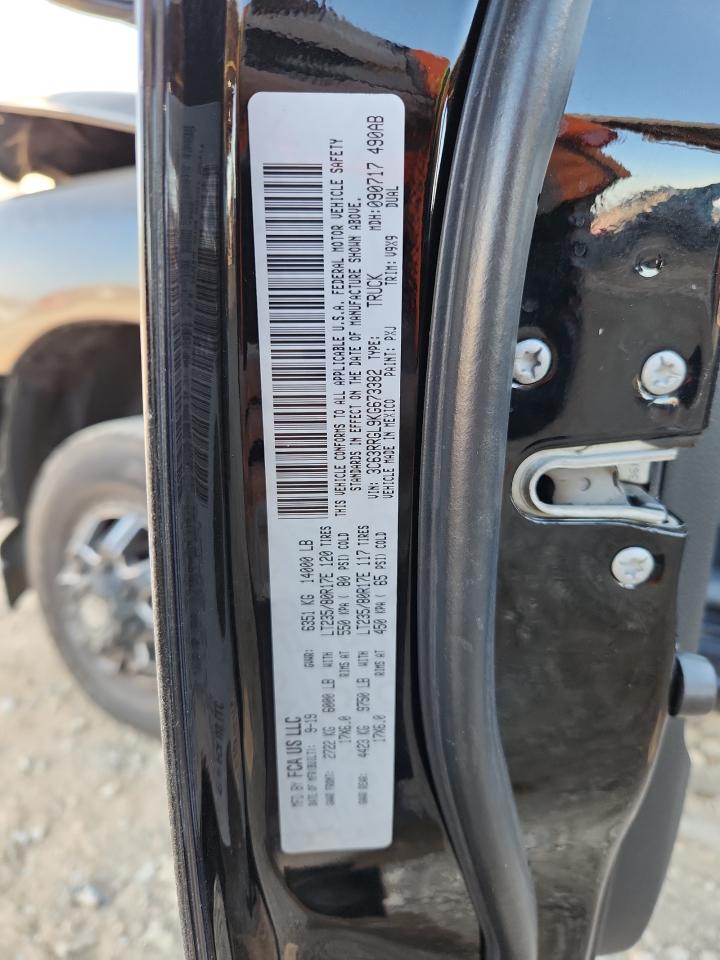 MFD BY FCA US LLC
DATE OF MFR(BUILT): 9-19
GVWR: 6351 KG 14000 LB
GAWR FRONT: 2722 KG 6000 LB WITH LT235/80R17E 120 TIRES
17X6.0 RIMS AT 550 KPA ( 80 PSI) COLD
GAWR REAR: 4423 KG 9750 LB WITH LT235/80R17E 117 TIRES
17X6.0 RIMS AT 450 KPA ( 65 PSI) COLD
THIS VEHICLE CONFORMS TO ALL APPLICABLE U.S.A. FEDERAL MOTOR VEHICLE SAFETY
STANDARDS IN EFFECT ON THE DATE OF MANUFACTURE SHOWN ABOVE.
VIN: 3C63RRGL9KG673382 TYPE: TRUCK MDH: 090717 490AB
DUAL
VEHICLE MADE IN MEXICO PAINT: PXJ TRIM: V9X9